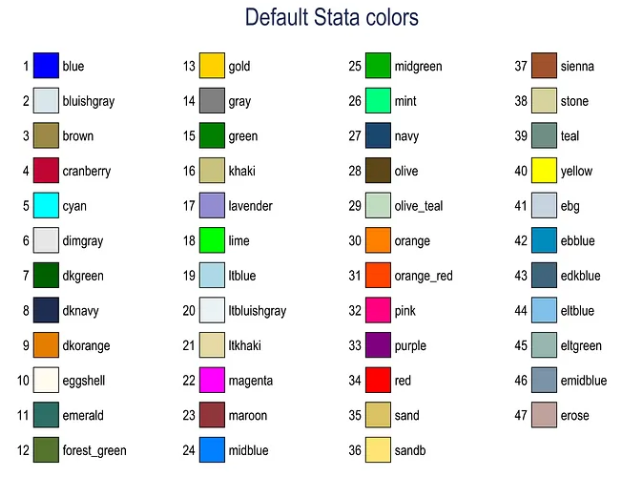 Default Stata colors
1 blue
2 bluishgray
3 brown
4 cranberry
5 cyan
6 dimgray
7 dkgreen
8 dknavy
9 dkorange
10 eggshell
11 emerald
12 forest_green
13 gold
14 gray
15 green
16 khaki
17 lavender
18 lime
19 ltblue
20 ltbluishgray
21 ltkhaki
22 magenta
23 maroon
24 midblue
25 midgreen
26 mint
27 navy
28 olive
29 olive_teal
30 orange
31 orange_red
32 pink
33 purple
34 red
35 sand
36 sandb
37 sienna
38 stone
39 teal
40 yellow
41 ebg
42 ebblue
43 edkblue
44 eltblue
45 eltgreen
46 emidblue
47 erose